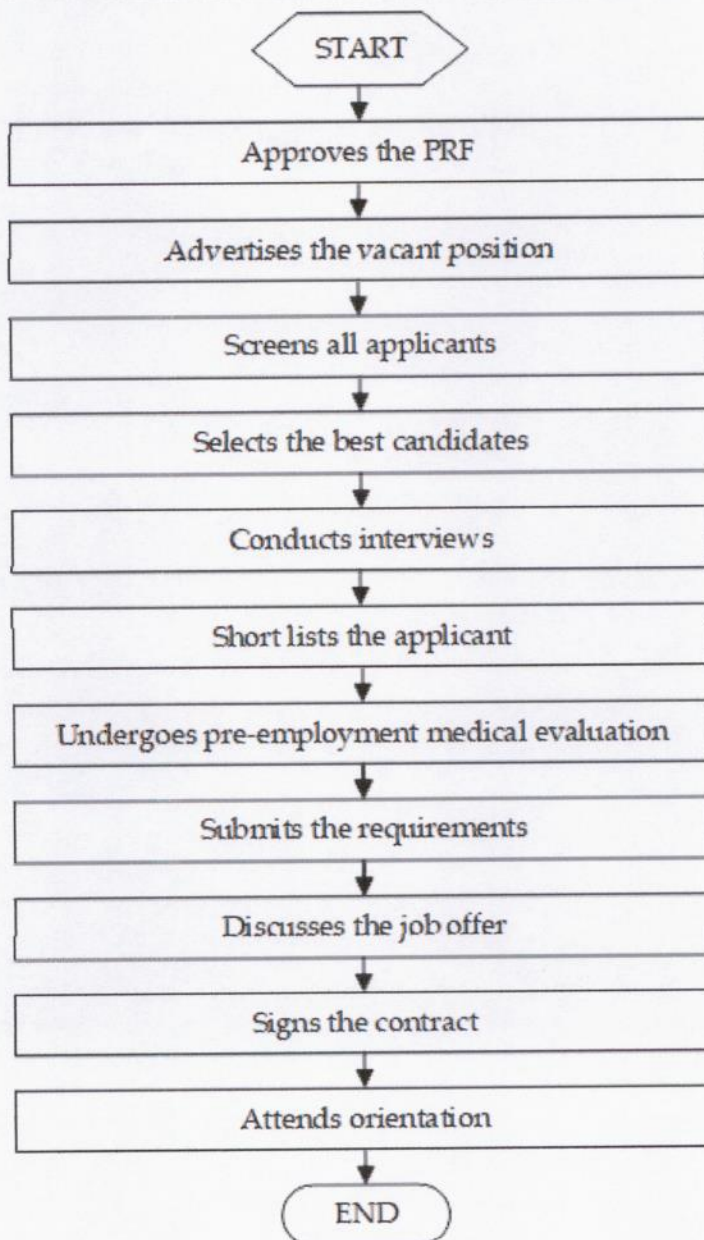 START
Approves the PRF
Advertises the vacant position
Screens all applicants
Selects the best candidates
Conducts interviews
Short lists the applicant
Undergoes pre-employment medical evaluation
Submits the requirements
Discusses the job offer
Signs the contract
Attends orientation
END